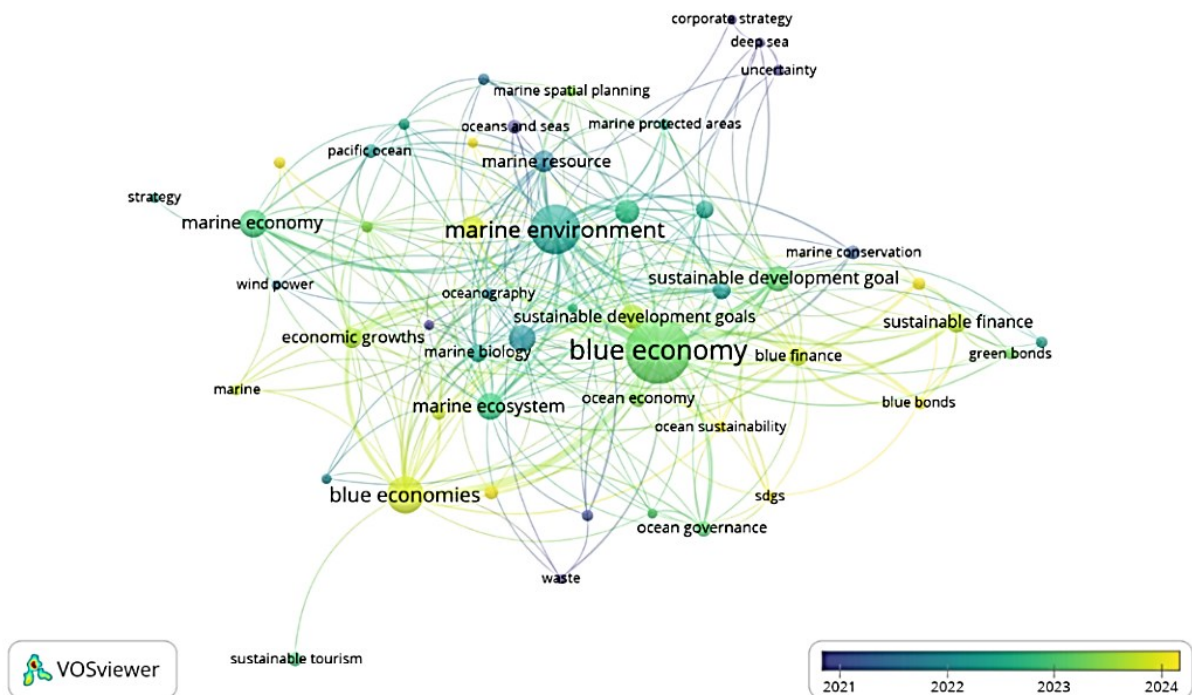 corporate strategy
deep sea
uncertainty
marine spatial planning
oceans and seas
marine protected areas
pacific ocean
marine resource
strategy
marine economy
marine environment
marine conservation
sustainable development goal
wind power
oceanography
sustainable development goals
sustainable finance
economic growths
marine biology
blue economy
blue finance
green bonds
marine
marine ecosystem
ocean economy
blue bonds
ocean sustainability
blue economies
sdgs
ocean governance
waste
sustainable tourism
VOSviewer
2021
2022
2023
2024